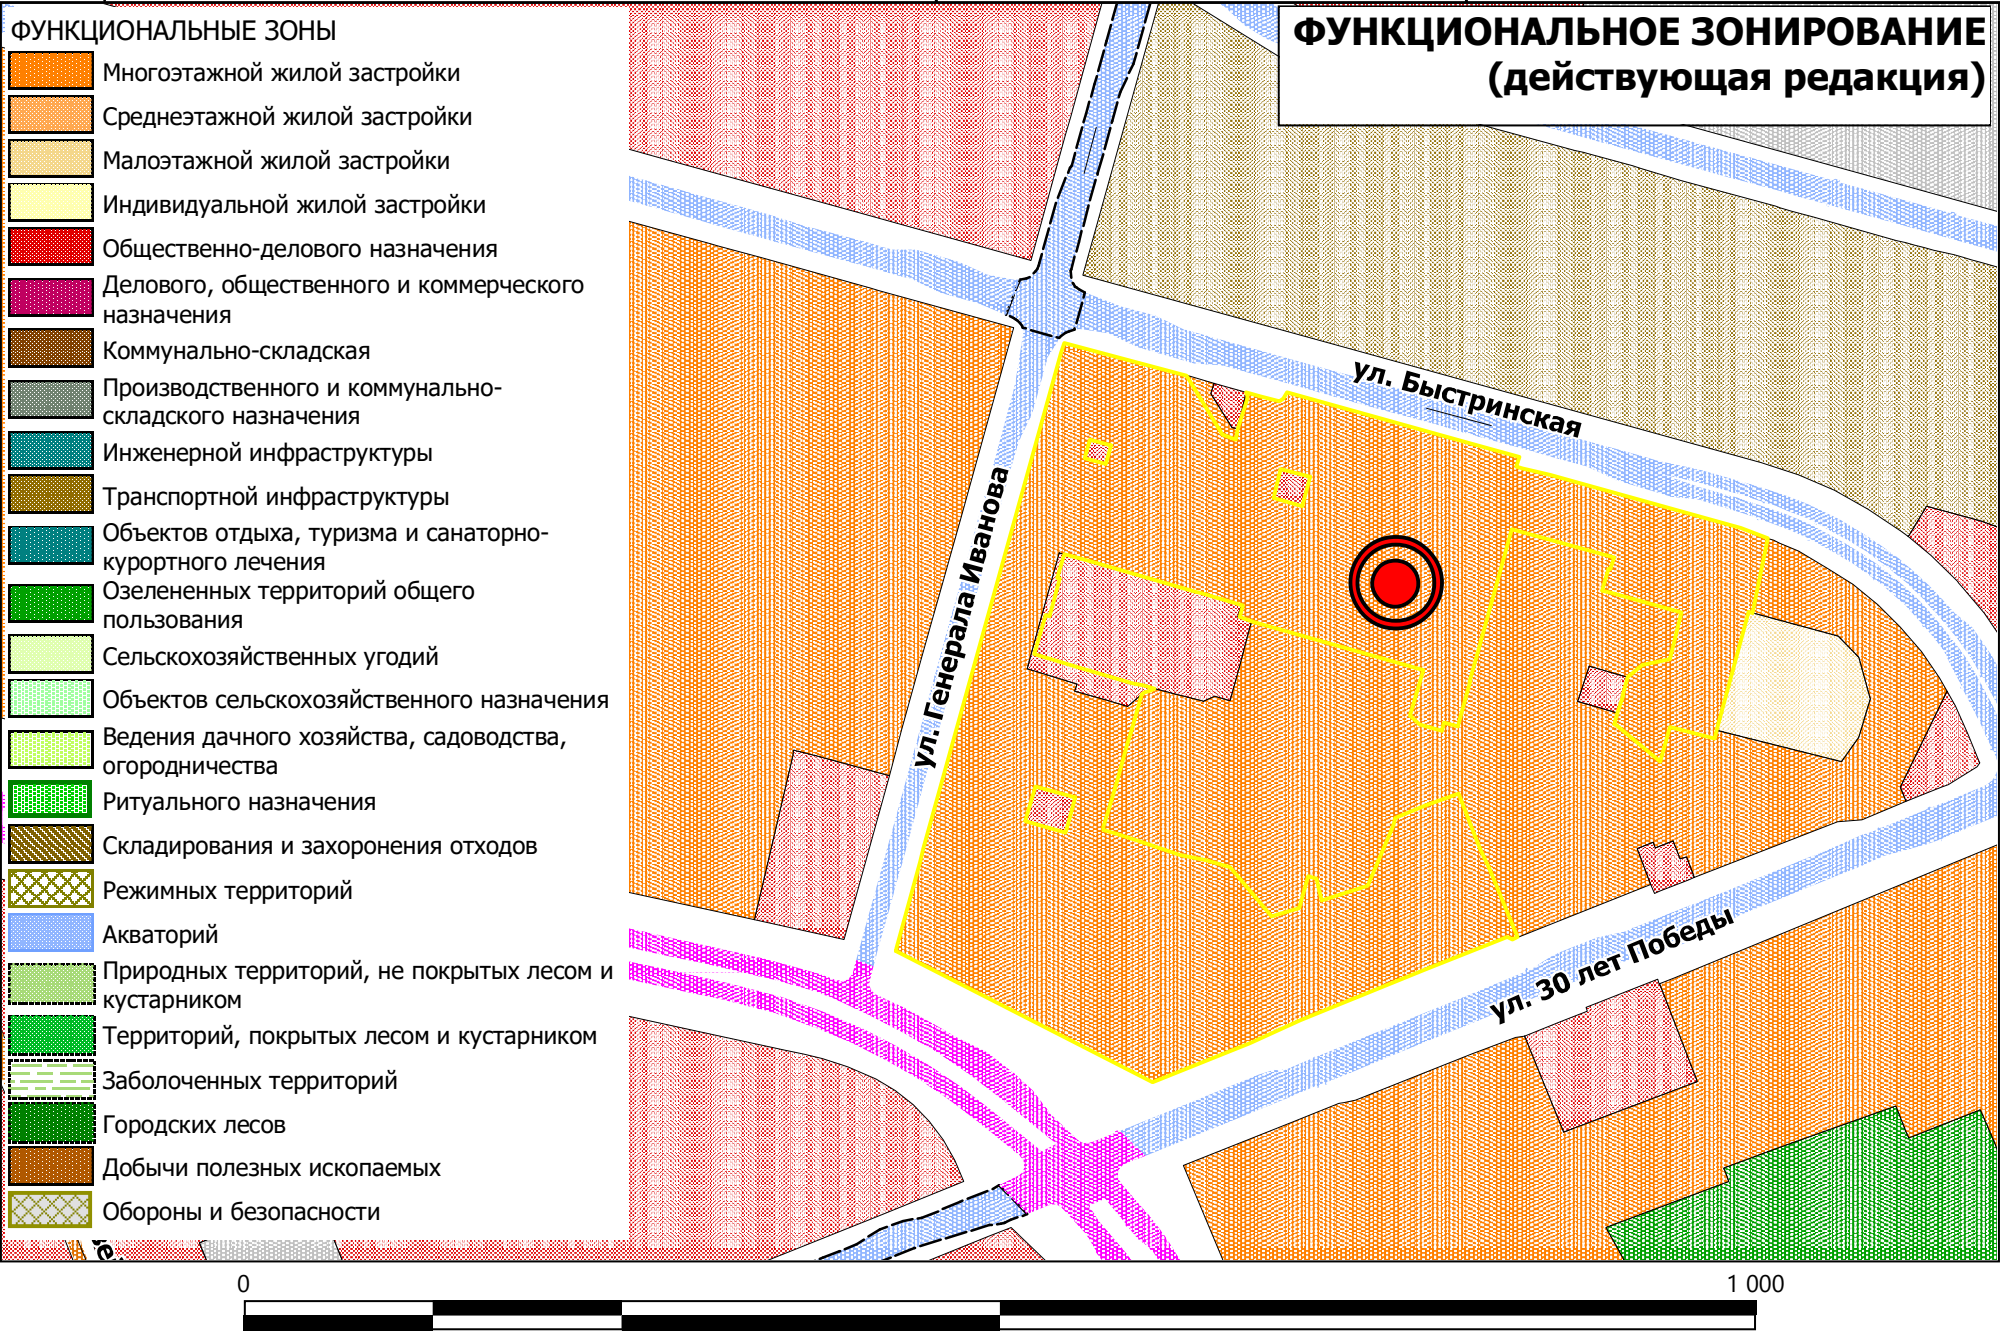 ФУНКЦИОНАЛЬНЫЕ ЗОНЫ
Многоэтажной жилой застройки
Среднеэтажной жилой застройки
Малоэтажной жилой застройки
Индивидуальной жилой застройки
Общественно-делового назначения
Делового, общественного и коммерческого
назначения
Коммунально-складская
Производственного и коммунально-
складского назначения
Инженерной инфраструктуры
Транспортной инфраструктуры
Объектов отдыха, туризма и санаторно-
курортного лечения
Озелененных территорий общего
пользования
Сельскохозяйственных угодий
Объектов сельскохозяйственного назначения
Ведения дачного хозяйства, садоводства,
огородничества
Ритуального назначения
Складирования и захоронения отходов
Режимных территорий
Акваторий
Природных территорий, не покрытых лесом и
кустарником
Территорий, покрытых лесом и кустарником
Заболоченных территорий
Городских лесов
Добычи полезных ископаемых
Обороны и безопасности
ФУНКЦИОНАЛЬНОЕ ЗОНИРОВАНИЕ
(действующая редакция)
ул. Быстринская
ул. Генерала Иванова
ул. 30 лет Победы
0
1 000